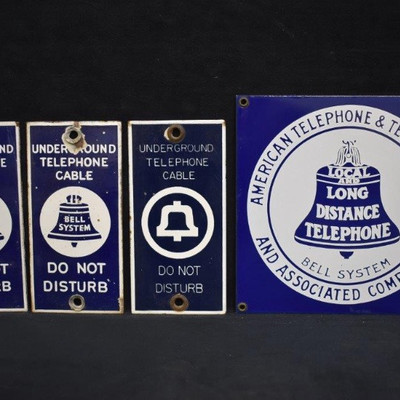 UNDERGROUND
TELEPHONE
CABLE
BELL
SYSTEM
DO NOT
DISTURB
UNDERGROUND
TELEPHONE
CABLE
DO NOT
DISTURB
AMERICAN TELEPHONE &
LOCAL
AND
LONG
DISTANCE
TELEPHONE
BELL SYSTEM
AND ASSOCIATED